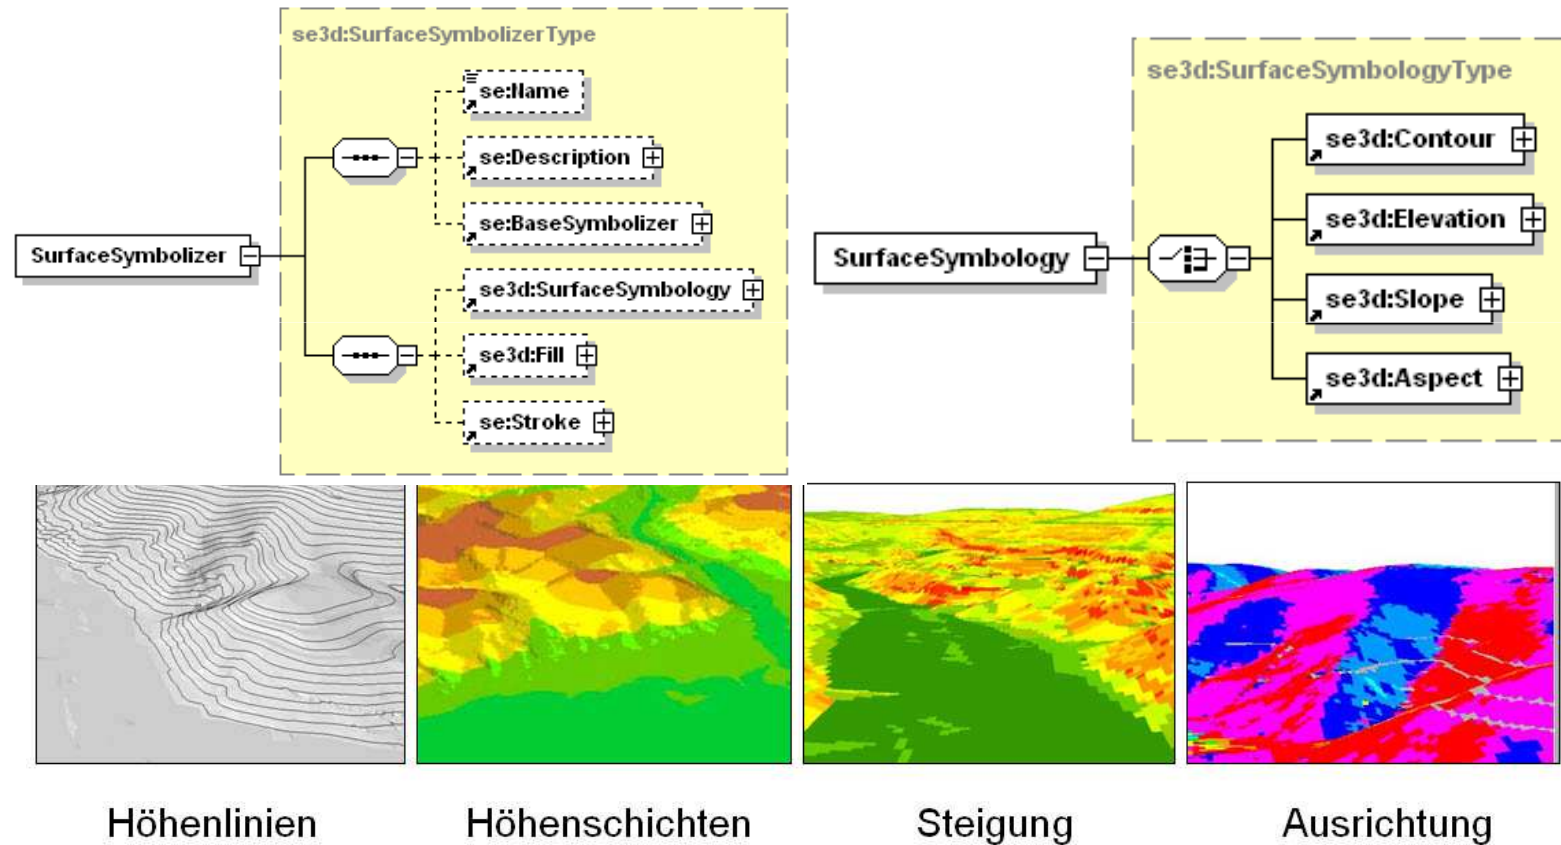 se3d:SurfaceSymbolizerType
se:Name
se:Description
se:BaseSymbolizer
SurfaceSymbolizer
se3d:SurfaceSymbology
se3d:Fill
se:Stroke
se3d:SurfaceSymbologyType
se3d:Contour
se3d:Elevation
SurfaceSymbology
se3d:Slope
se3d:Aspect
Höhenlinien
Höhenschichten
Steigung
Ausrichtung